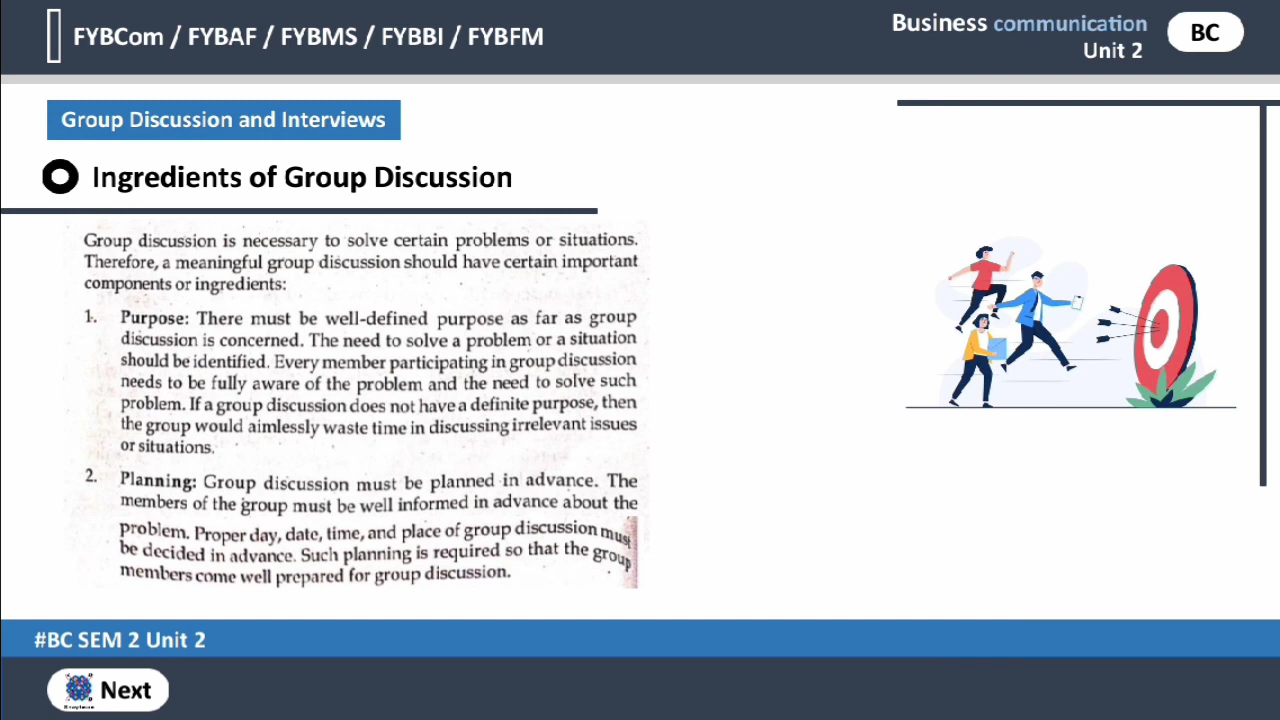 FYBCom / FYBAF / FYBMS / FYBBI / FYBFM
Business communication
Unit 2
BC
Group Discussion and Interviews
Ingredients of Group Discussion
Group discussion is necessary to solve certain problems or situations.
Therefore, a meaningful group discussion should have certain important
components or ingredients:
1. Purpose: There must be well-defined purpose as far as group
discussion is concerned. The need to solve a problem or a situation
should be identified. Every member participating in group discussion
needs to be fully aware of the problem and the need to solve such
problem. If a group discussion does not have a definite purpose, then
the group would aimlessly waste time in discussing irrelevant issues
or situations.
2. Planning: Group discussion must be planned in advance. The
members of the group must be well informed in advance about the
problem. Proper day, date, time, and place of group discussion must
be decided in advance. Such planning is required so that the group
members come well prepared for group discussion.
#BC SEM 2 Unit 2
Next